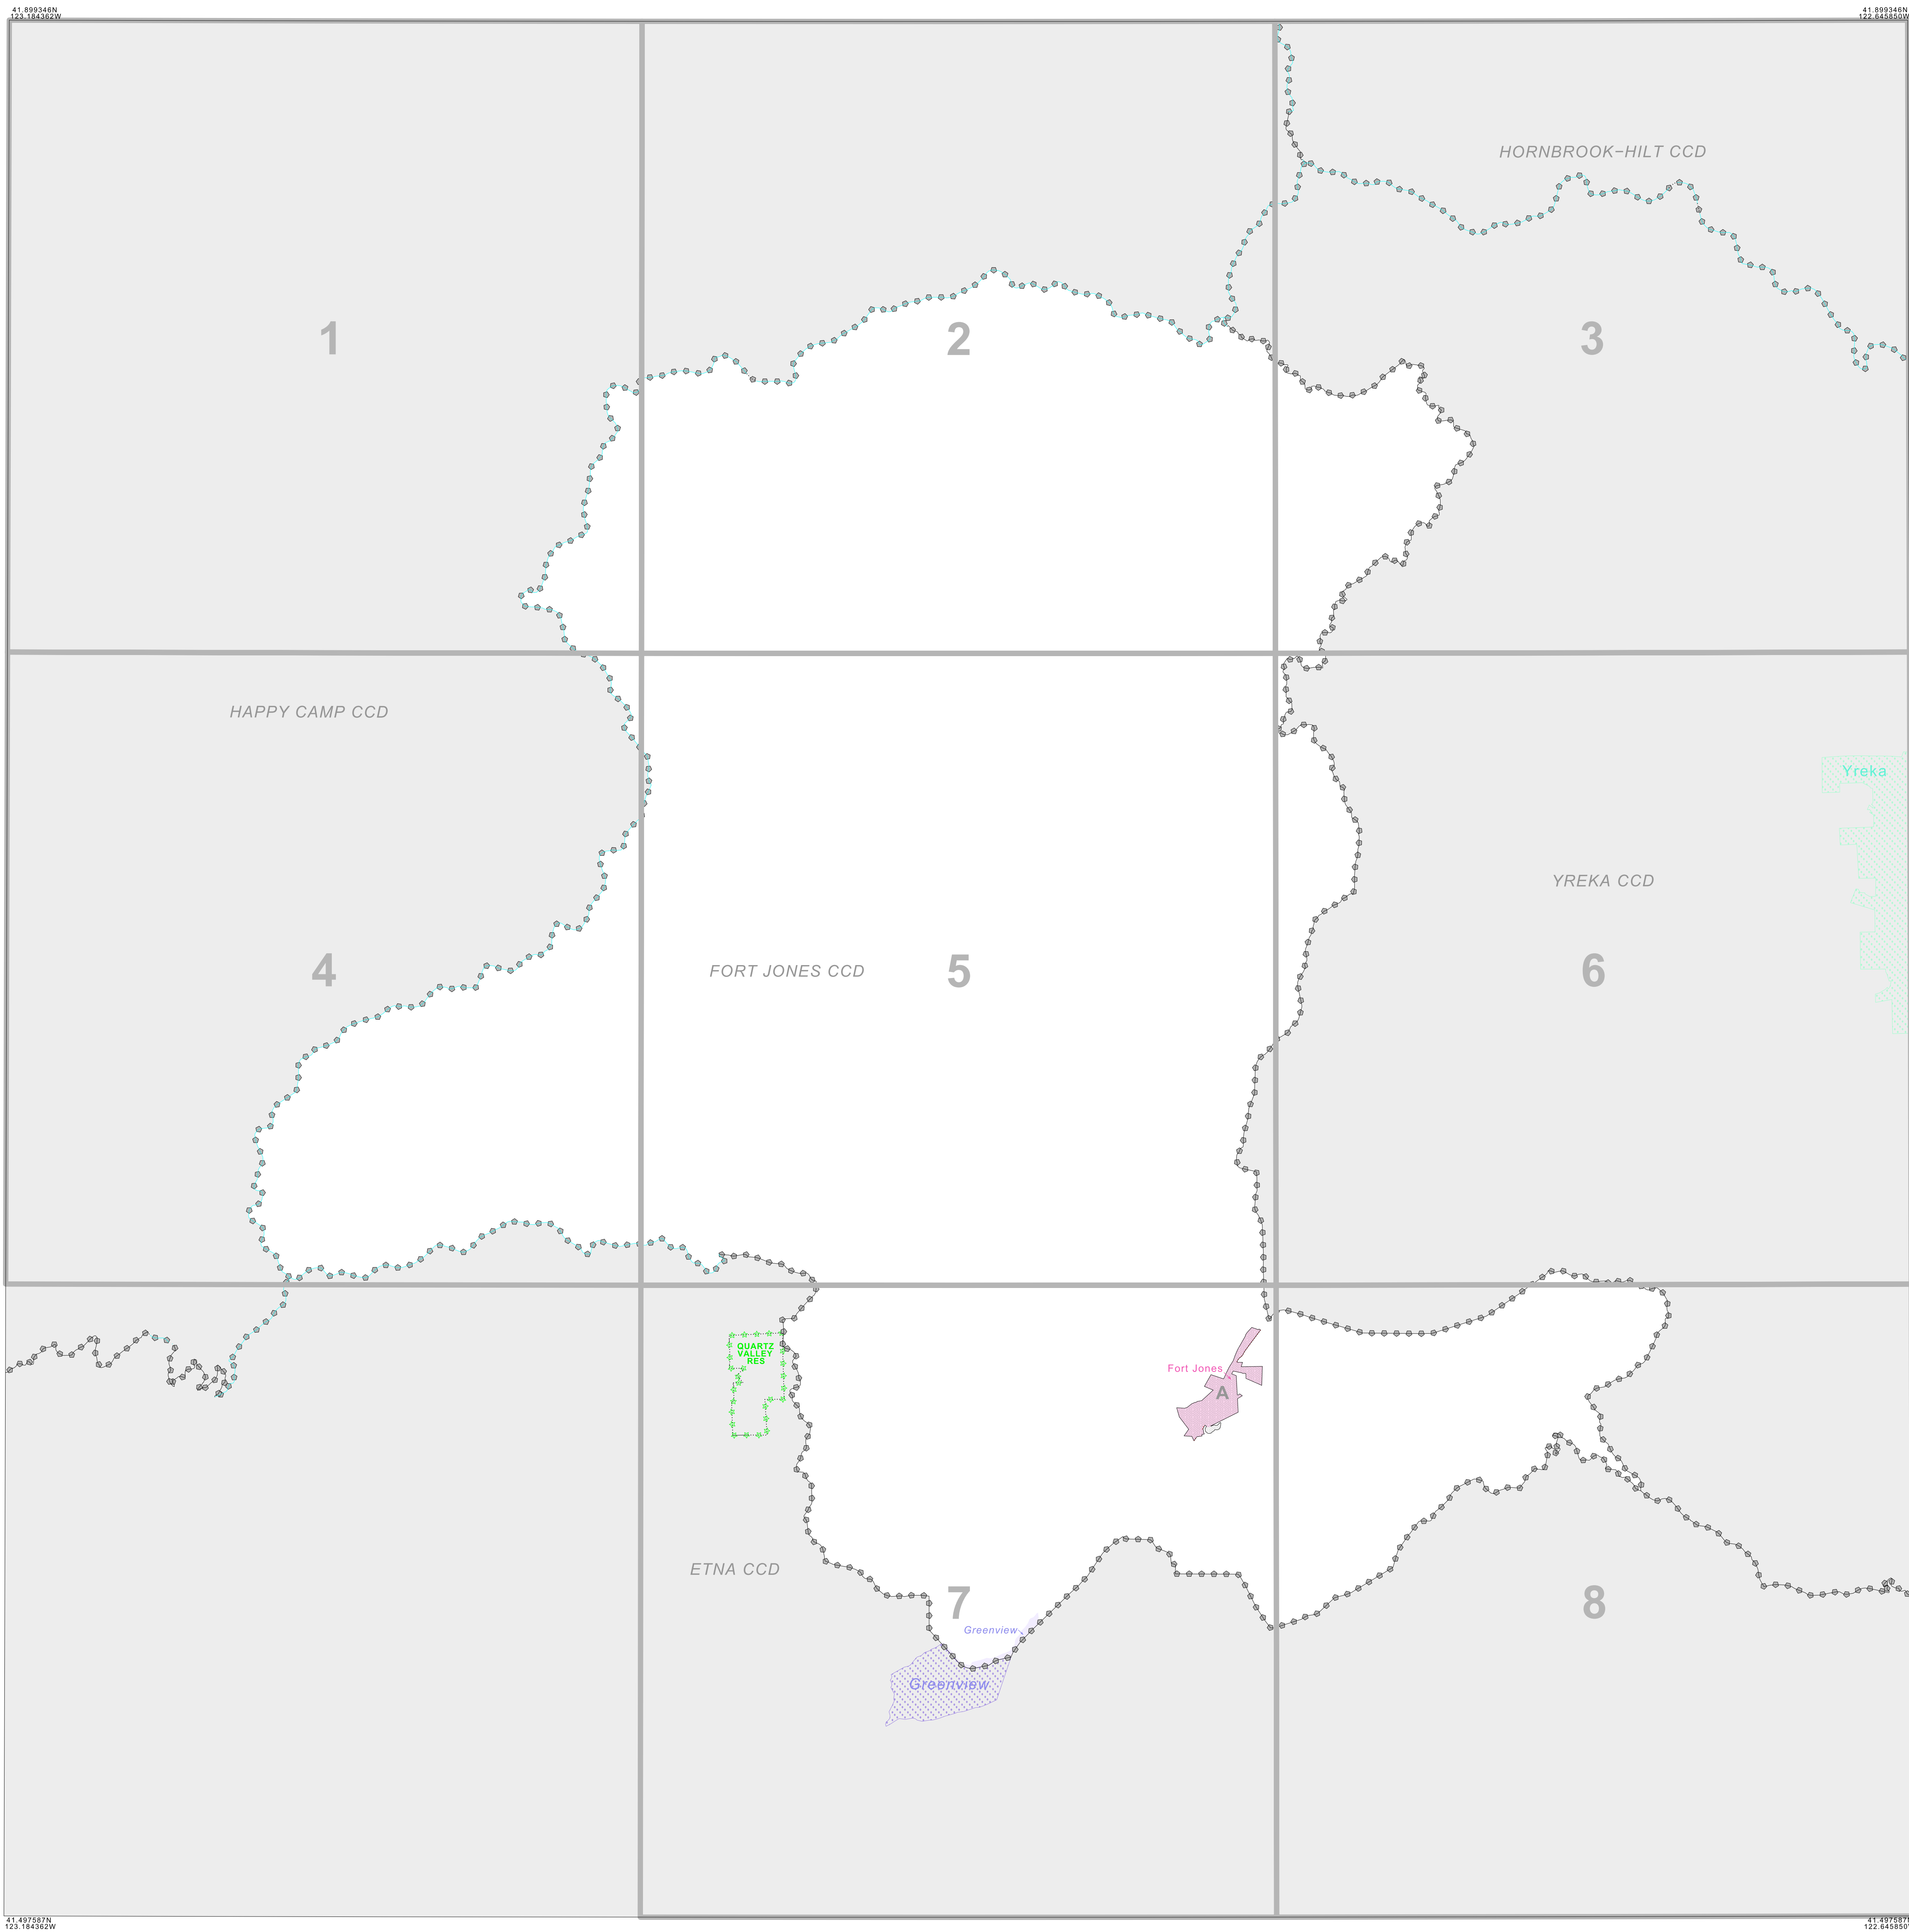 41.899346N
123.184362W
41.899346N
122.645850W
HORNBROOK–HILT CCD
1
2
3
HAPPY CAMP CCD
Yreka
YREKA CCD
FORT JONES CCD
4
5
6
QUARTZ
VALLEY
RES
Fort Jones
A
ETNA CCD
7
8
Greenview
Greenview
41.497587N
123.184362W
41.497587N
122.645850W